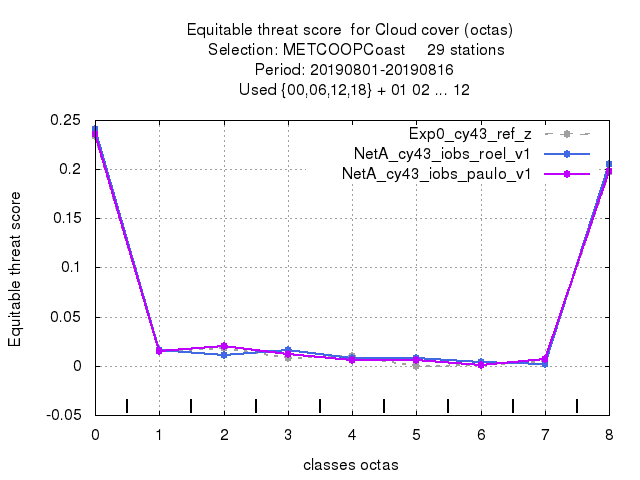 Equitable threat score  for Cloud cover (octas)
Selection: METCOOPCoast     29 stations
Period: 20190801-20190816
Used {00,06,12,18} + 01 02 ... 12
Exp0_cy43_ref_z
NetA_cy43_iobs_roel_v1
NetA_cy43_iobs_paulo_v1
Equitable threat score
0.25
0.2
0.15
0.1
0.05
0
-0.05
0 1 2 3 4 5 6 7 8
classes octas